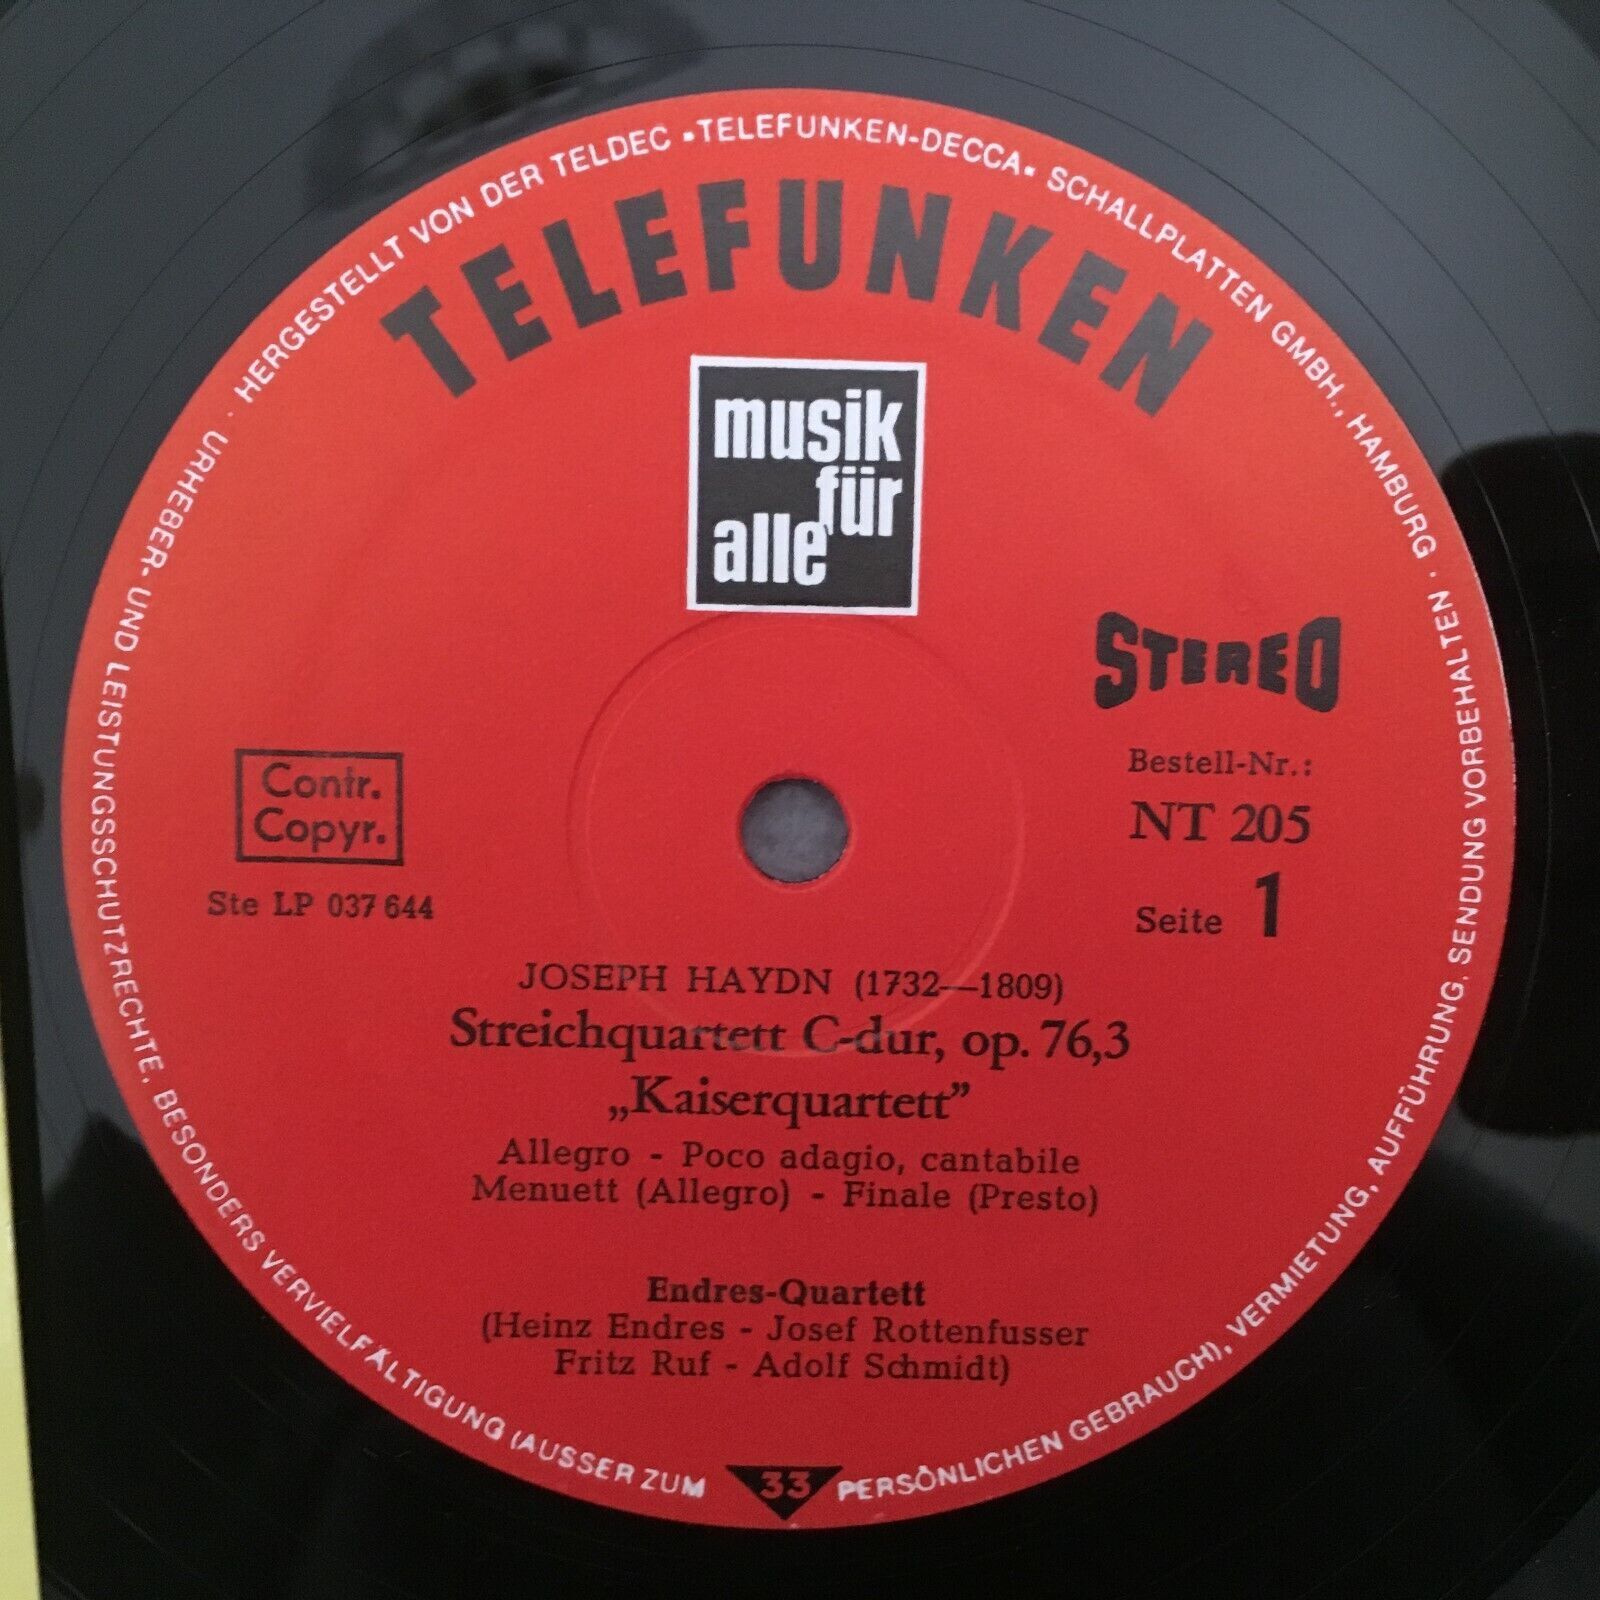 HERGESTELLT VON DER TELDEC ▪TELEFUNKEN-DECCA▪ SCHALLPLATTEN GMBH., HAMBURG · URHEBER- UND LEISTUNGSSCHUTZRECHTE, BESONDERS VERVIELFÄLTIGUNG (AUSSER ZUM PERSÖNLICHEN GEBRAUCH), VERMIETUNG, AUFFÜHRUNG, SENDUNG VORBEHALTEN ·
TELEFUNKEN
musik
für
alle
STEREO
Contr.
Copyr.
Ste LP 037 644
Bestell-Nr.:
NT 205
Seite 1
JOSEPH HAYDN (1732—1809)
Streichquartett C-dur, op. 76,3
„Kaiserquartett”
Allegro - Poco adagio, cantabile
Menuett (Allegro) - Finale (Presto)
Endres-Quartett
(Heinz Endres - Josef Rottenfusser
Fritz Ruf - Adolf Schmidt)
33